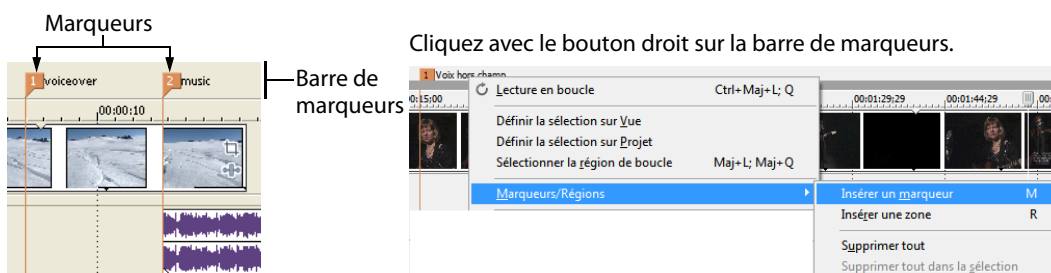 Marqueurs
1 voiceover
2 music
Barre de
marqueurs
00:00:10
Cliquez avec le bouton droit sur la barre de marqueurs.
1 Voix hors champ
:15;00
00:01:29;29
00:01:44;29
00
Lecture en boucle Ctrl+Maj+L; Q
Définir la sélection sur Vue
Définir la sélection sur Projet
Sélectionner la région de boucle Maj+L; Maj+Q
Marqueurs/Régions
Insérer un marqueur M
Insérer une zone R
Supprimer tout
Supprimer tout dans la sélection